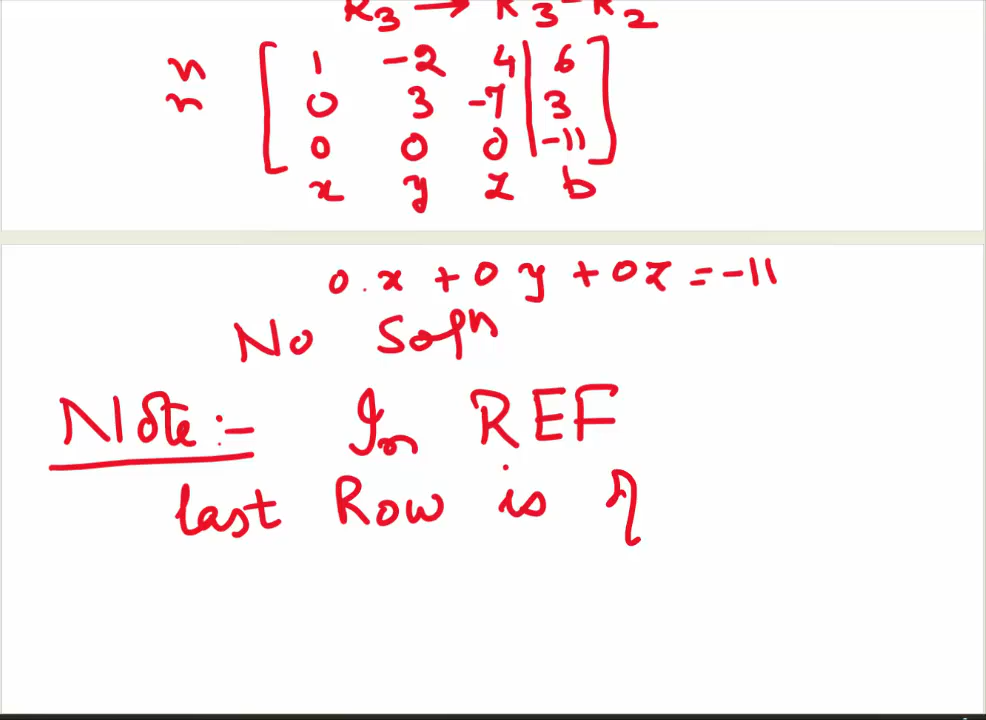 R3 → R3 - R2
~ [ 1 -2 4 | 6 ]
~ [ 0 3 -7 | 3 ]
[ 0 0 0 | -11 ]
x y z b
0.x + 0y + 0z = -11
No Soln
Note :- In REF
last Row is